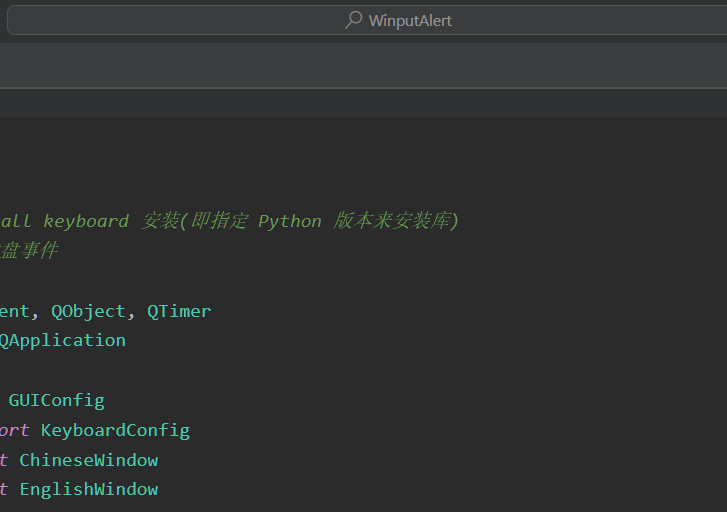 WinputAlert
all keyboard 安装(即指定 Python 版本来安装库)
盘事件
ent, QObject, QTimer
QApplication
GUIConfig
ort KeyboardConfig
t ChineseWindow
t EnglishWindow